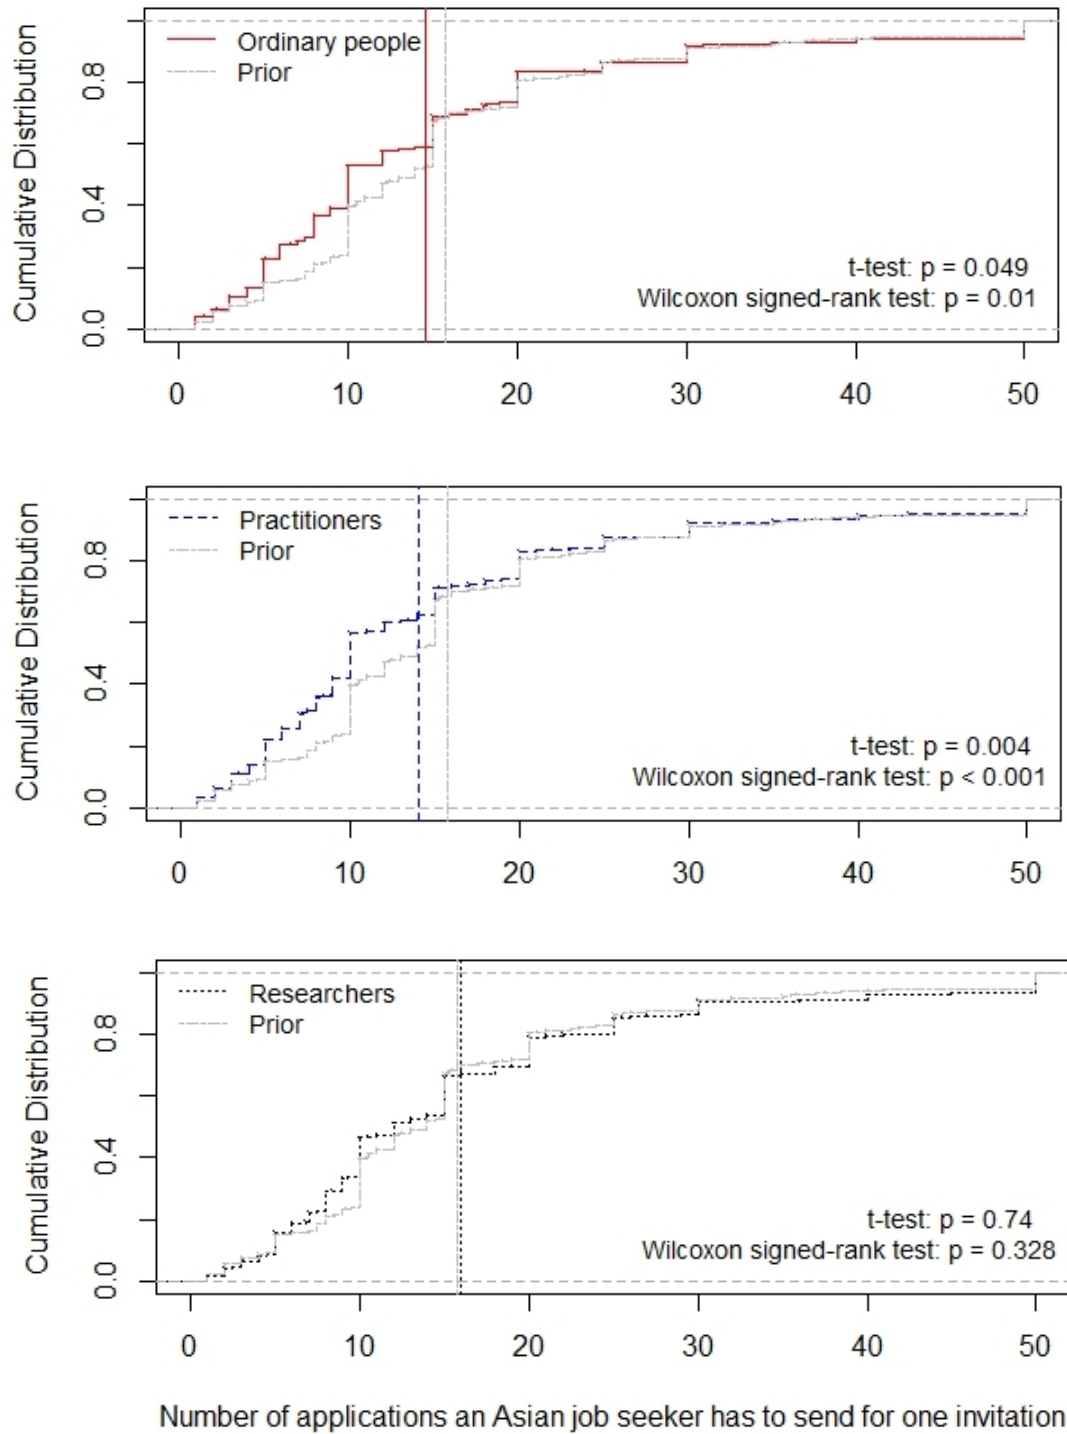 Cumulative Distribution
0.0 0.4 0.8
Ordinary people
Prior
t-test: p = 0.049
Wilcoxon signed-rank test: p = 0.01
0 10 20 30 40 50
Cumulative Distribution
0.0 0.4 0.8
Practitioners
Prior
t-test: p = 0.004
Wilcoxon signed-rank test: p < 0.001
0 10 20 30 40 50
Cumulative Distribution
0.0 0.4 0.8
Researchers
Prior
t-test: p = 0.74
Wilcoxon signed-rank test: p = 0.328
0 10 20 30 40 50
Number of applications an Asian job seeker has to send for one invitation